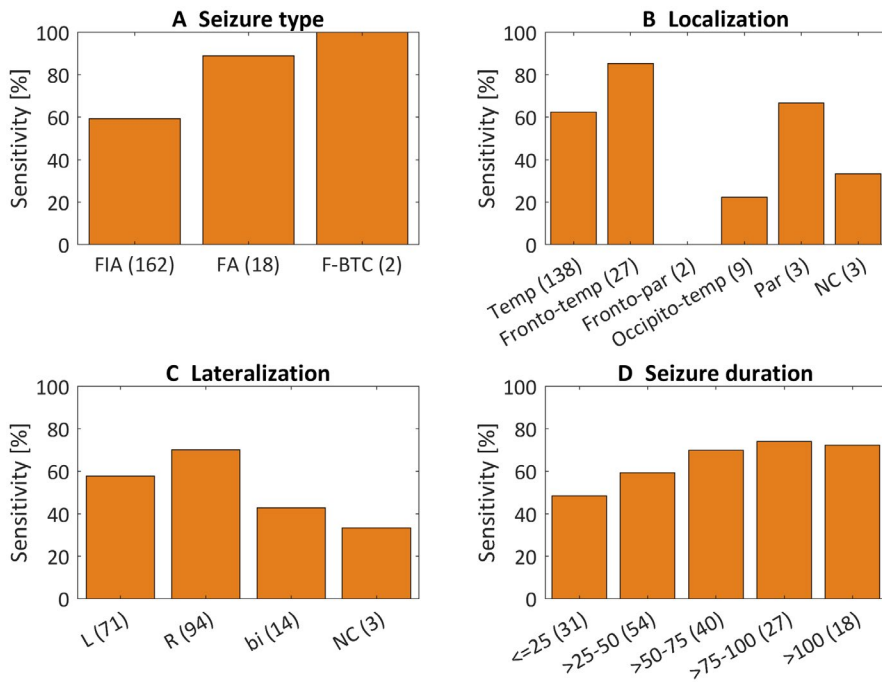 A Seizure type
Sensitivity [%]
100
80
60
40
20
0
FIA (162) FA (18) F-BTC (2)
B Localization
Sensitivity [%]
100
80
60
40
20
0
Temp (138) Fronto-temp (27) Fronto-par (2) Occipito-temp (9) Par (3) NC (3)
C Lateralization
Sensitivity [%]
100
80
60
40
20
0
L (71) R (94) bi (14) NC (3)
D Seizure duration
Sensitivity [%]
100
80
60
40
20
0
<=25 (31) >25-50 (54) >50-75 (40) >75-100 (27) >100 (18)